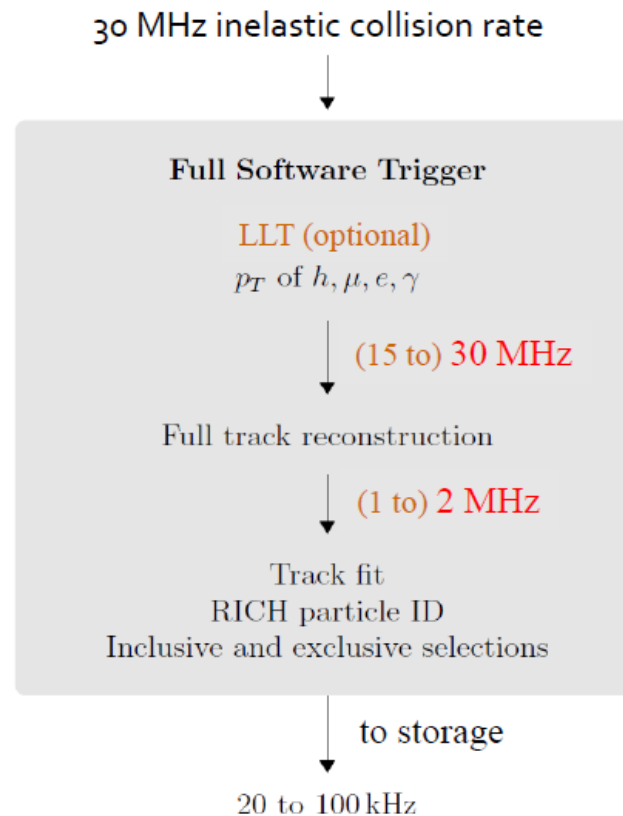 30 MHz inelastic collision rate
Full Software Trigger
LLT (optional)
p_T of h, μ, e, γ
(15 to) 30 MHz
Full track reconstruction
(1 to) 2 MHz
Track fit
RICH particle ID
Inclusive and exclusive selections
to storage
20 to 100 kHz